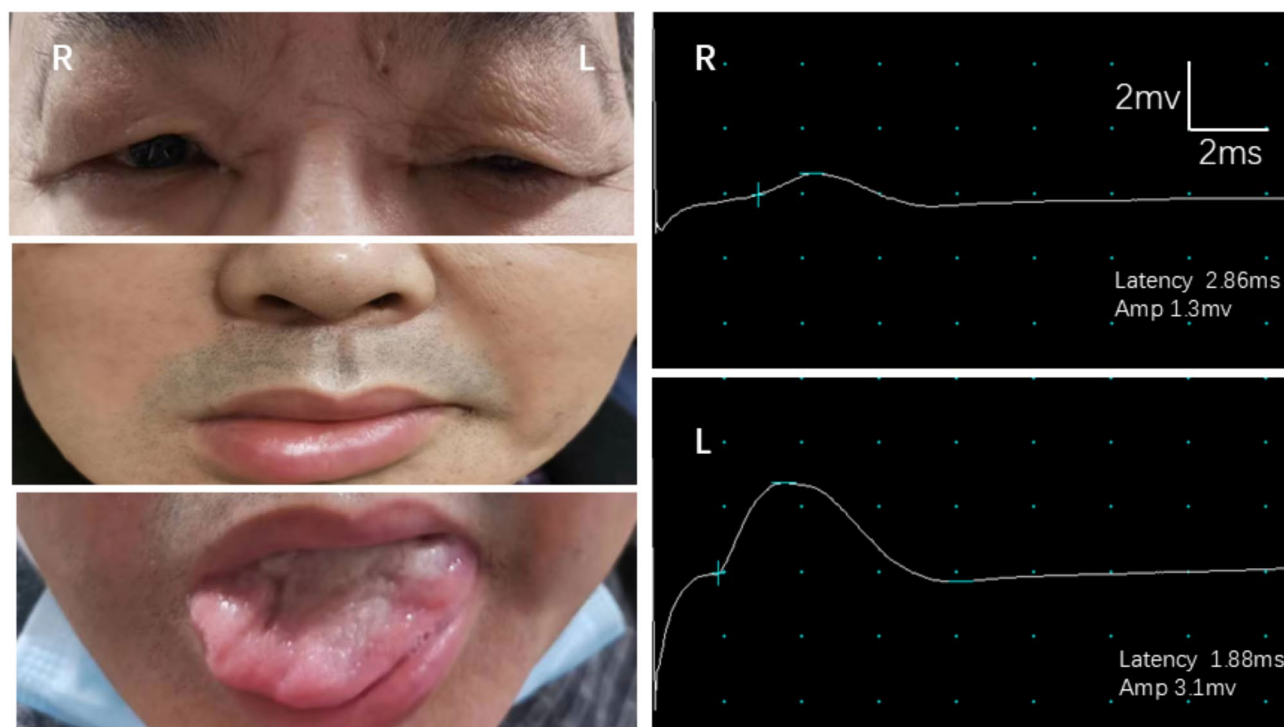 R
L
R
2mv
2ms
Latency 2.86ms
Amp 1.3mv
L
Latency 1.88ms
Amp 3.1mv